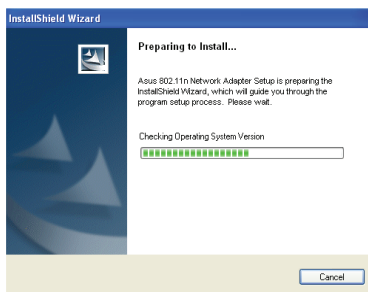 InstallShield Wizard
Preparing to Install...
Asus 802.11n Network Adapter Setup is preparing the
InstallShield Wizard, which will guide you through the
program setup process. Please wait.
Checking Operating System Version
Cancel